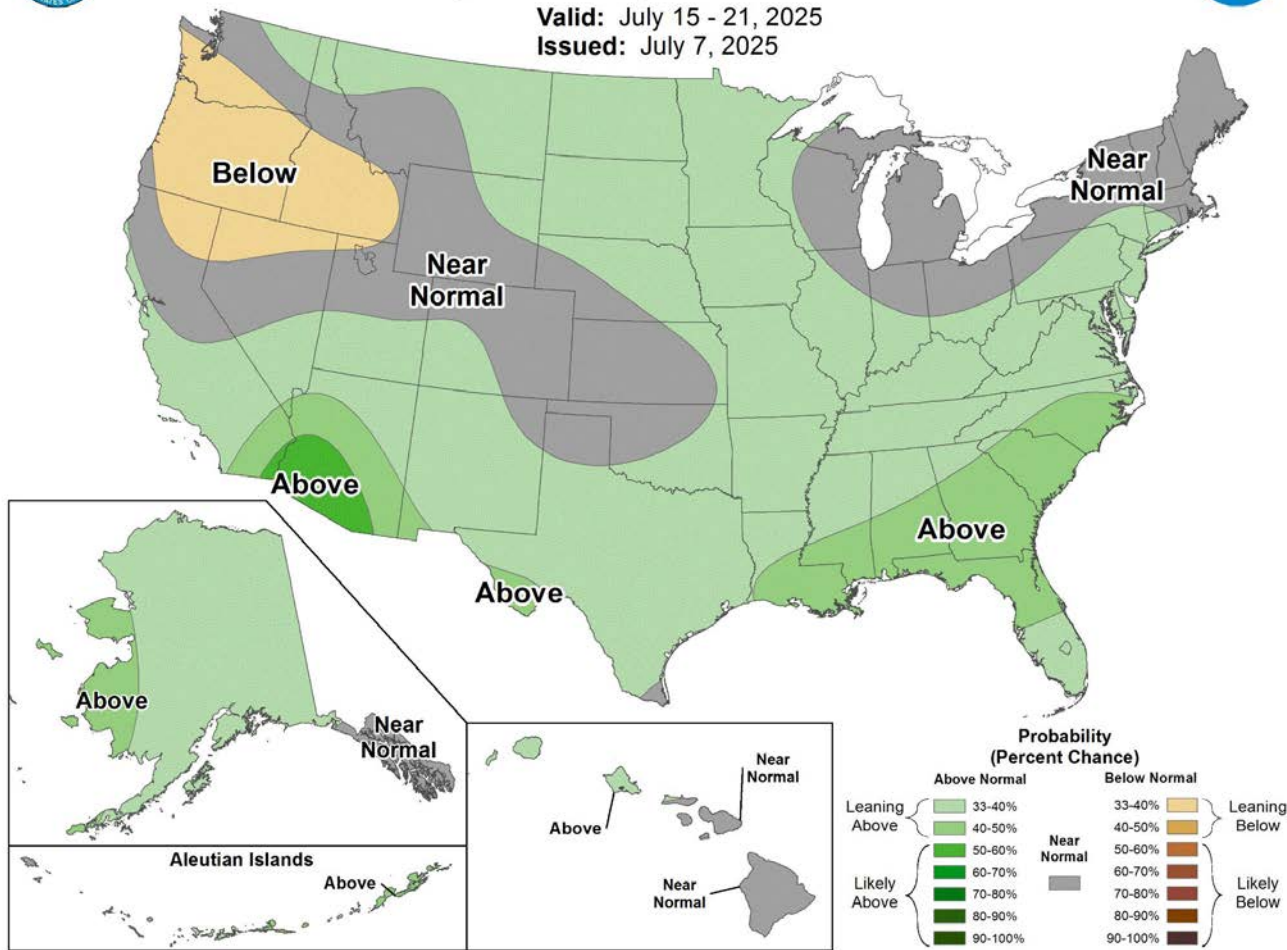 Valid: July 15 - 21, 2025
Issued: July 7, 2025
Below
Near
Normal
Near
Normal
Above
Above
Above
Above
Near
Normal
Aleutian Islands
Above
Above
Near
Normal
Near
Normal
Probability
(Percent Chance)
Above Normal
Below Normal
Leaning
Above
33-40%
40-50%
Likely
Above
50-60%
60-70%
70-80%
80-90%
90-100%
Near
Normal
33-40%
40-50%
Leaning
Below
50-60%
60-70%
70-80%
80-90%
90-100%
Likely
Below